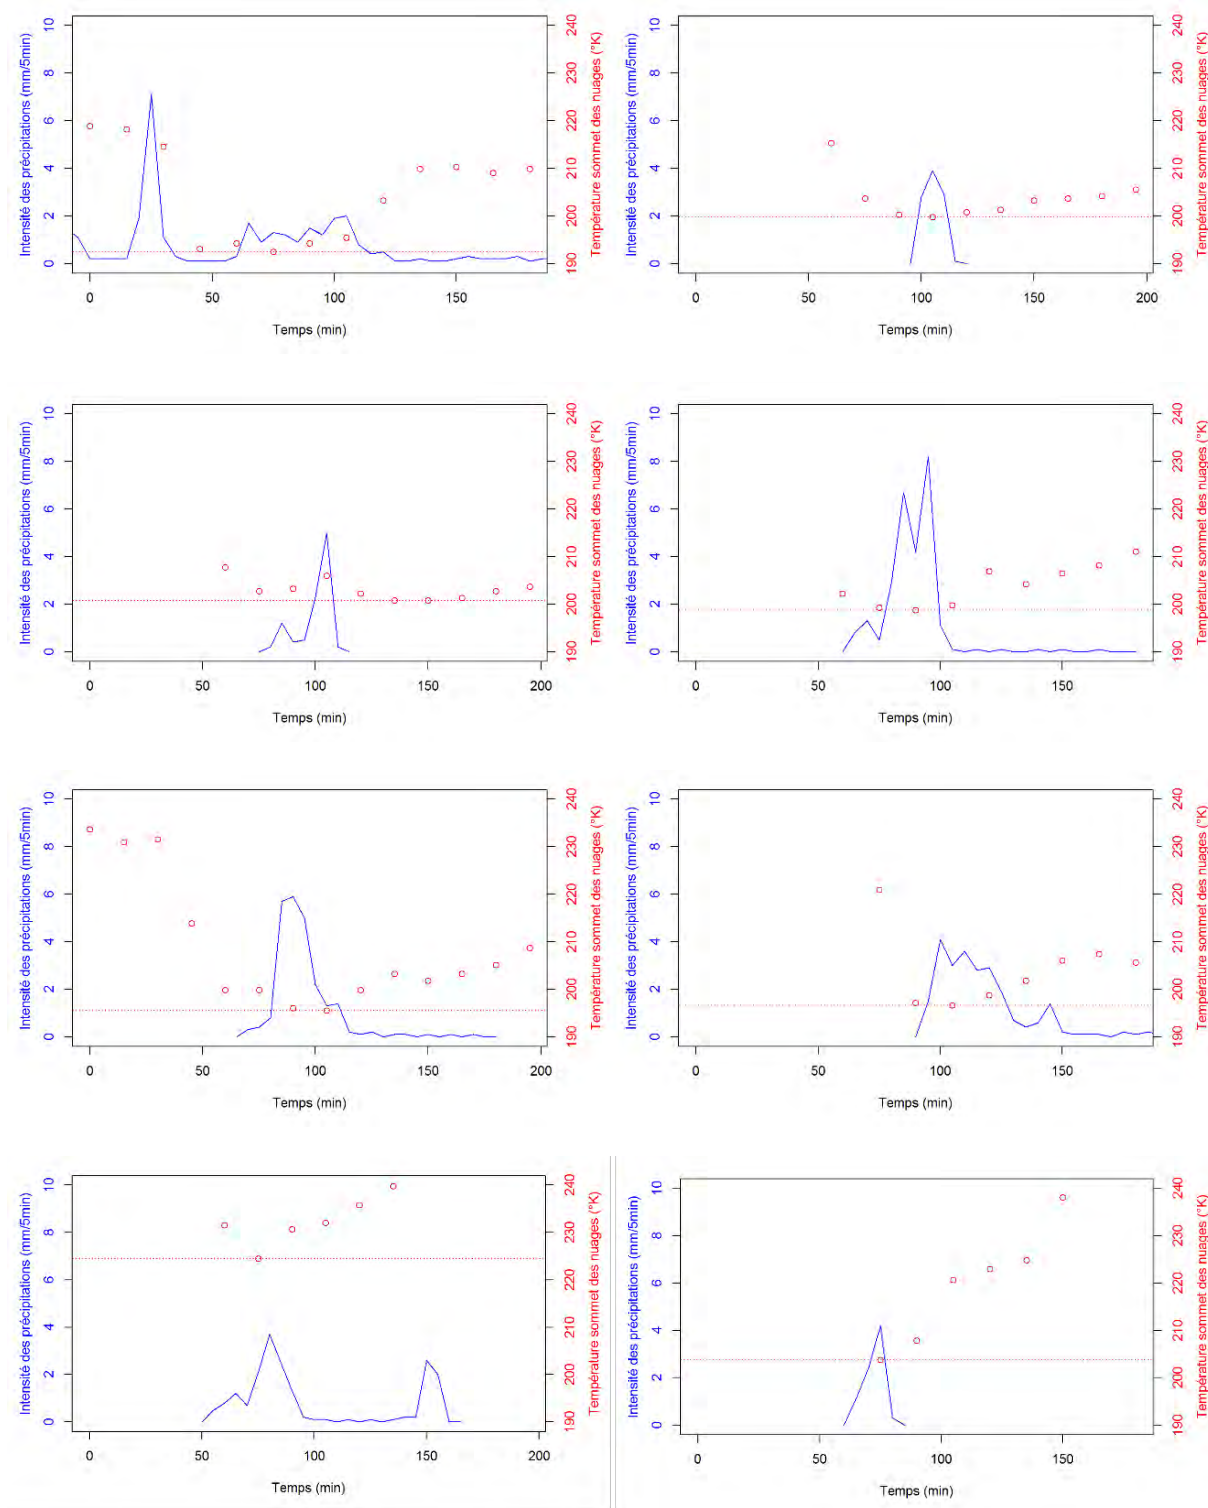 Intensité des précipitations (mm/5min)
0 2 4 6 8 10
0 50 100 150
Temps (min)
190 200 210 220 230 240
Température sommet des nuages (°K)
Intensité des précipitations (mm/5min)
0 2 4 6 8 10
0 50 100 150 200
Temps (min)
190 200 210 220 230 240
Température sommet des nuages (°K)
Intensité des précipitations (mm/5min)
0 2 4 6 8 10
0 50 100 150 200
Temps (min)
190 200 210 220 230 240
Température sommet des nuages (°K)
Intensité des précipitations (mm/5min)
0 2 4 6 8 10
0 50 100 150
Temps (min)
190 200 210 220 230 240
Température sommet des nuages (°K)
Intensité des précipitations (mm/5min)
0 2 4 6 8 10
0 50 100 150 200
Temps (min)
190 200 210 220 230 240
Température sommet des nuages (°K)
Intensité des précipitations (mm/5min)
0 2 4 6 8 10
0 50 100 150
Temps (min)
190 200 210 220 230 240
Température sommet des nuages (°K)
Intensité des précipitations (mm/5min)
0 2 4 6 8 10
0 50 100 150 200
Temps (min)
190 200 210 220 230 240
Température sommet des nuages (°K)
Intensité des précipitations (mm/5min)
0 2 4 6 8 10
0 50 100 150
Temps (min)
190 200 210 220 230 240
Température sommet des nuages (°K)